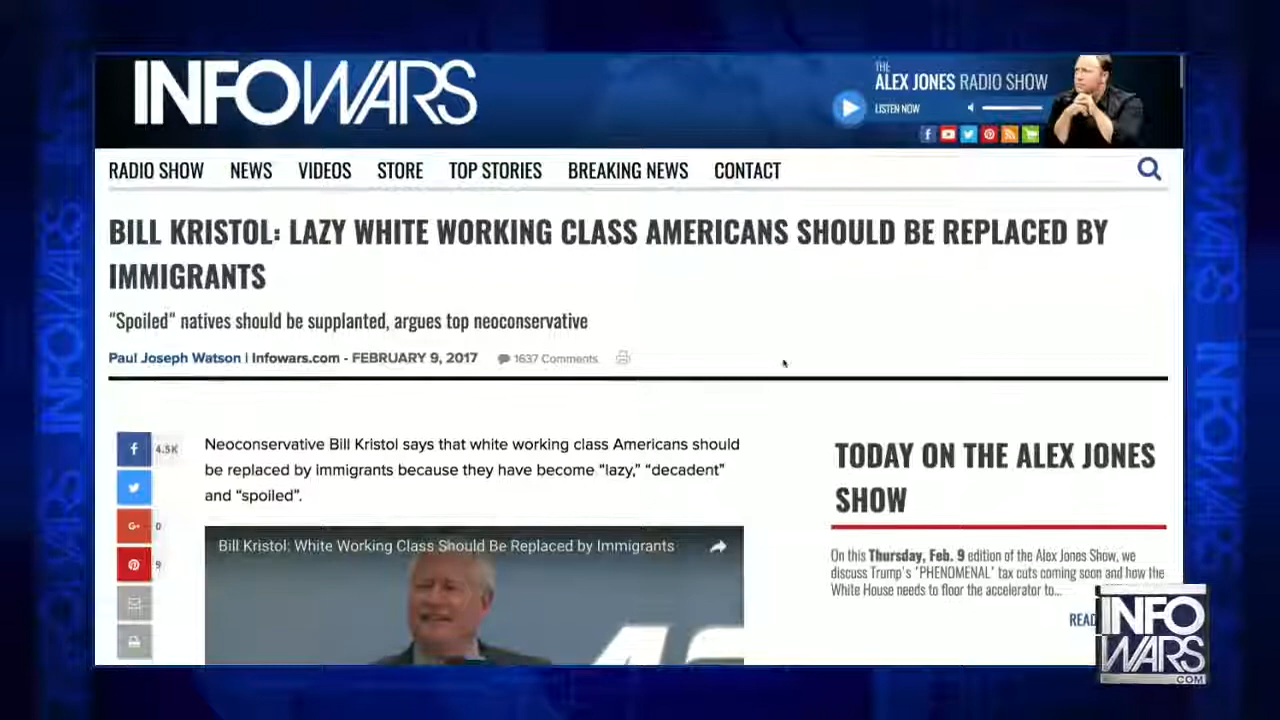 INFOWARS
THE
ALEX JONES RADIO SHOW
LISTEN NOW
RADIO SHOW NEWS VIDEOS STORE TOP STORIES BREAKING NEWS CONTACT
BILL KRISTOL: LAZY WHITE WORKING CLASS AMERICANS SHOULD BE REPLACED BY
IMMIGRANTS
"Spoiled" natives should be supplanted, argues top neoconservative
Paul Joseph Watson | Infowars.com - FEBRUARY 9, 2017 1637 Comments
4.5K
0
9
Neoconservative Bill Kristol says that white working class Americans should
be replaced by immigrants because they have become “lazy,” “decadent”
and “spoiled”.
Bill Kristol: White Working Class Should Be Replaced by Immigrants
TODAY ON THE ALEX JONES
SHOW
On this Thursday, Feb. 9 edition of the Alex Jones Show, we
discuss Trump's 'PHENOMENAL' tax cuts coming soon and how the
White House needs to floor the accelerator to...
READ
INFO
WARS
.COM